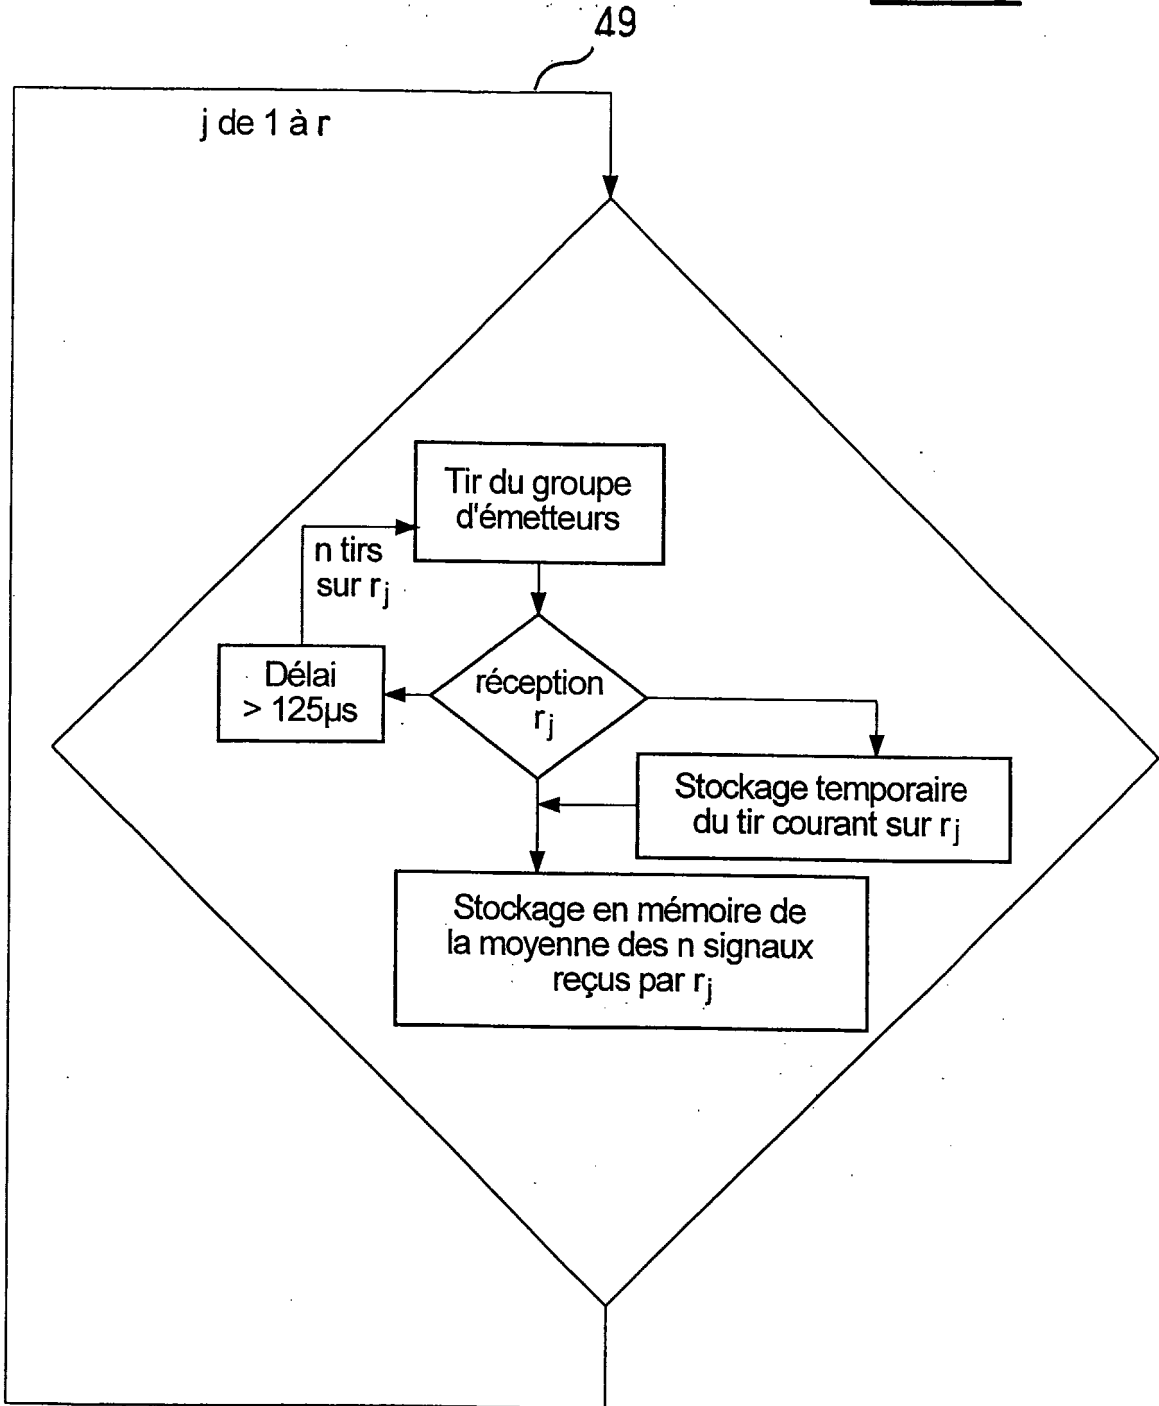 49
j de 1 à r
Tir du groupe
d'émetteurs
n tirs
sur rj
Délai
> 125µs
réception
rj
Stockage temporaire
du tir courant sur rj
Stockage en mémoire de
la moyenne des n signaux
reçus par rj